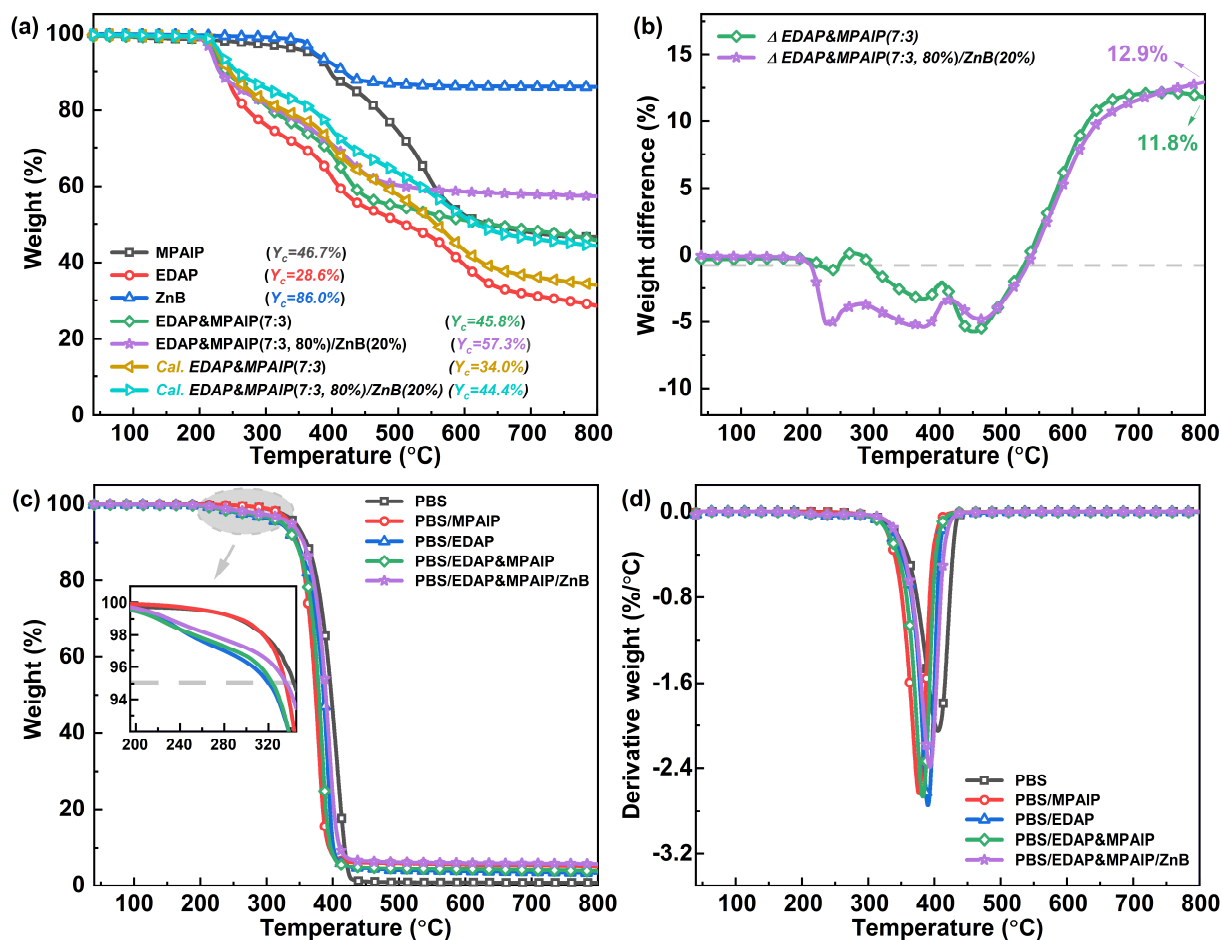 (a)
100
80
60
40
20
0
Weight (%)
MPAIP (Yc=46.7%)
EDAP (Yc=28.6%)
ZnB (Yc=86.0%)
EDAP&MPAIP(7:3) (Yc=45.8%)
EDAP&MPAIP(7:3, 80%)/ZnB(20%) (Yc=57.3%)
Cal. EDAP&MPAIP(7:3) (Yc=34.0%)
Cal. EDAP&MPAIP(7:3, 80%)/ZnB(20%) (Yc=44.4%)
100 200 300 400 500 600 700 800
Temperature (°C)
(b)
15
10
5
0
-5
-10
Weight difference (%)
Δ EDAP&MPAIP(7:3)
Δ EDAP&MPAIP(7:3, 80%)/ZnB(20%)
12.9%
11.8%
100 200 300 400 500 600 700 800
Temperature (°C)
(c)
100
80
60
40
20
0
Weight (%)
PBS
PBS/MPAIP
PBS/EDAP
PBS/EDAP&MPAIP
PBS/EDAP&MPAIP/ZnB
100
98
96
95
94
200 240 280 320
100 200 300 400 500 600 700 800
Temperature (°C)
(d)
0.0
-0.8
-1.6
-2.4
-3.2
Derivative weight (%/°C)
PBS
PBS/MPAIP
PBS/EDAP
PBS/EDAP&MPAIP
PBS/EDAP&MPAIP/ZnB
100 200 300 400 500 600 700 800
Temperature (°C)